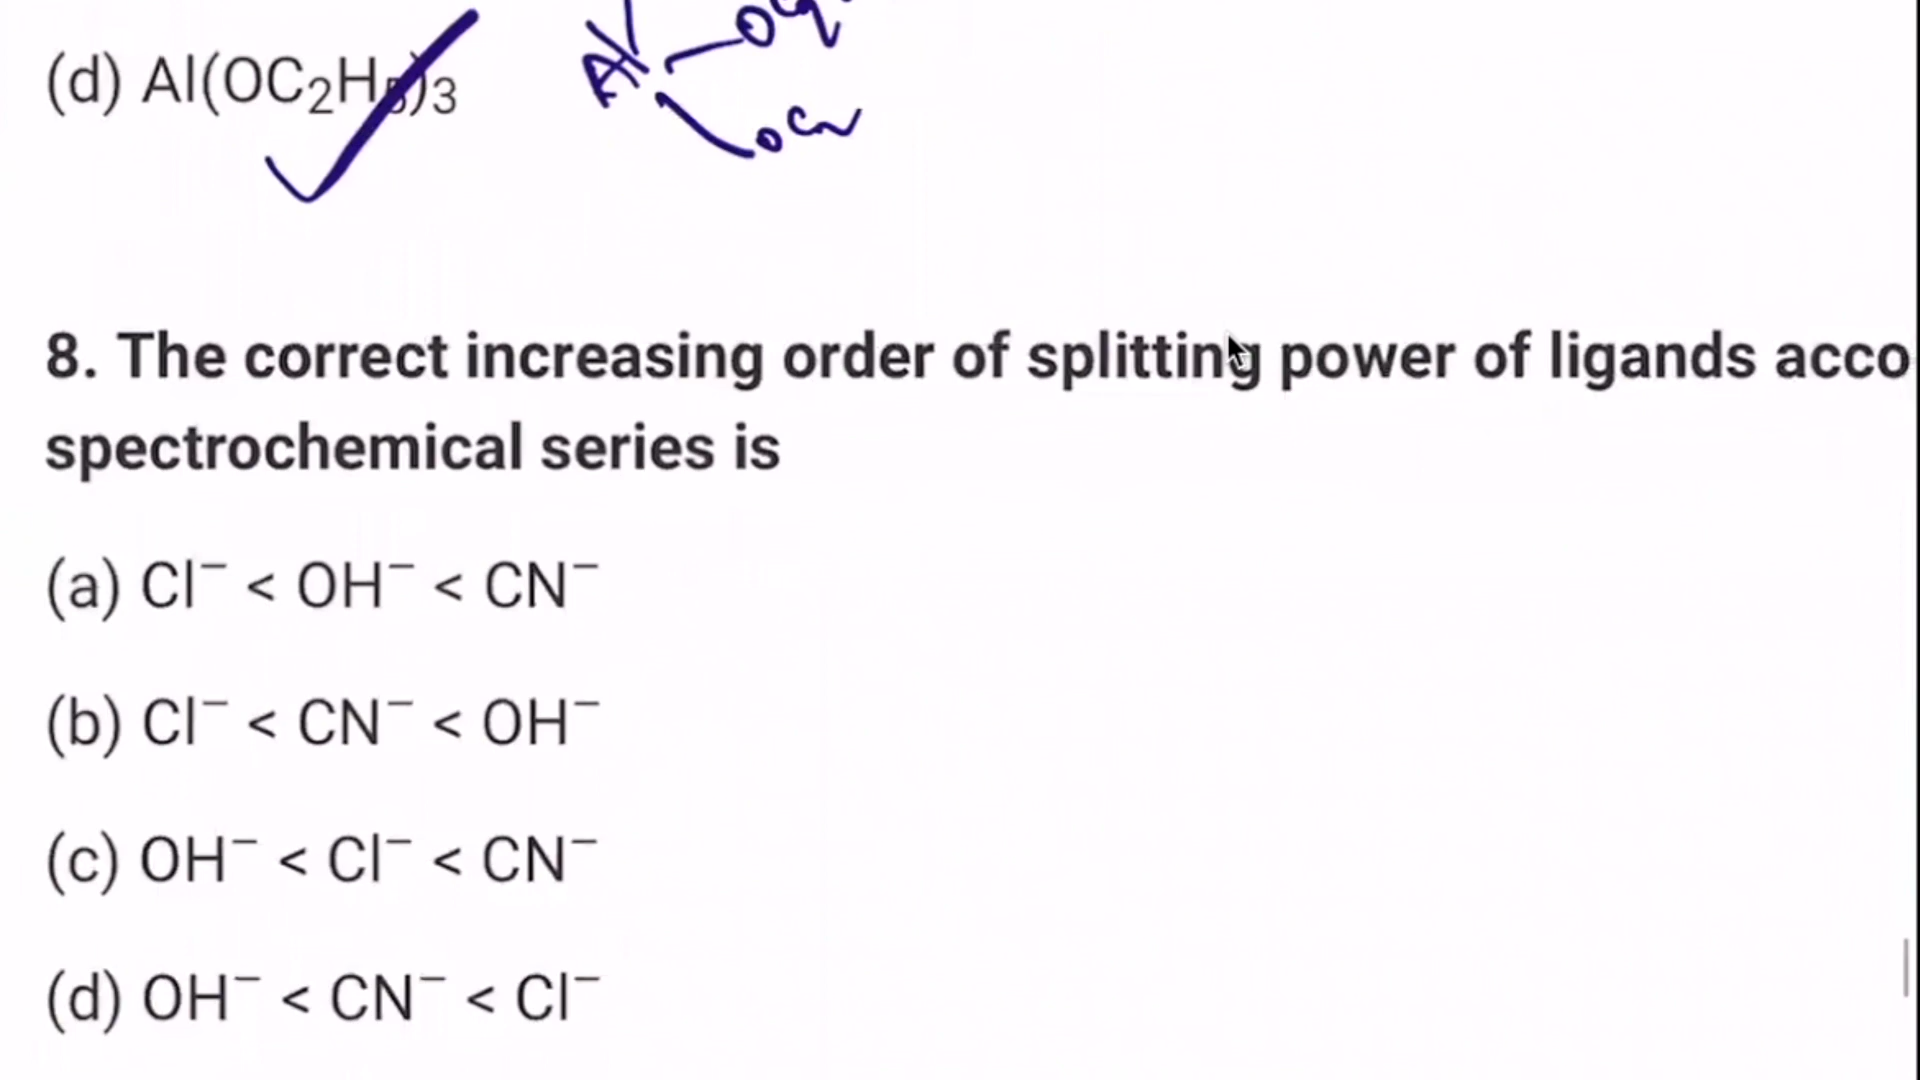 (d) Al(OC₂H₅)₃
Al
8. The correct increasing order of splitting power of ligands acco
spectrochemical series is
(a) Cl⁻ < OH⁻ < CN⁻
(b) Cl⁻ < CN⁻ < OH⁻
(c) OH⁻ < Cl⁻ < CN⁻
(d) OH⁻ < CN⁻ < Cl⁻